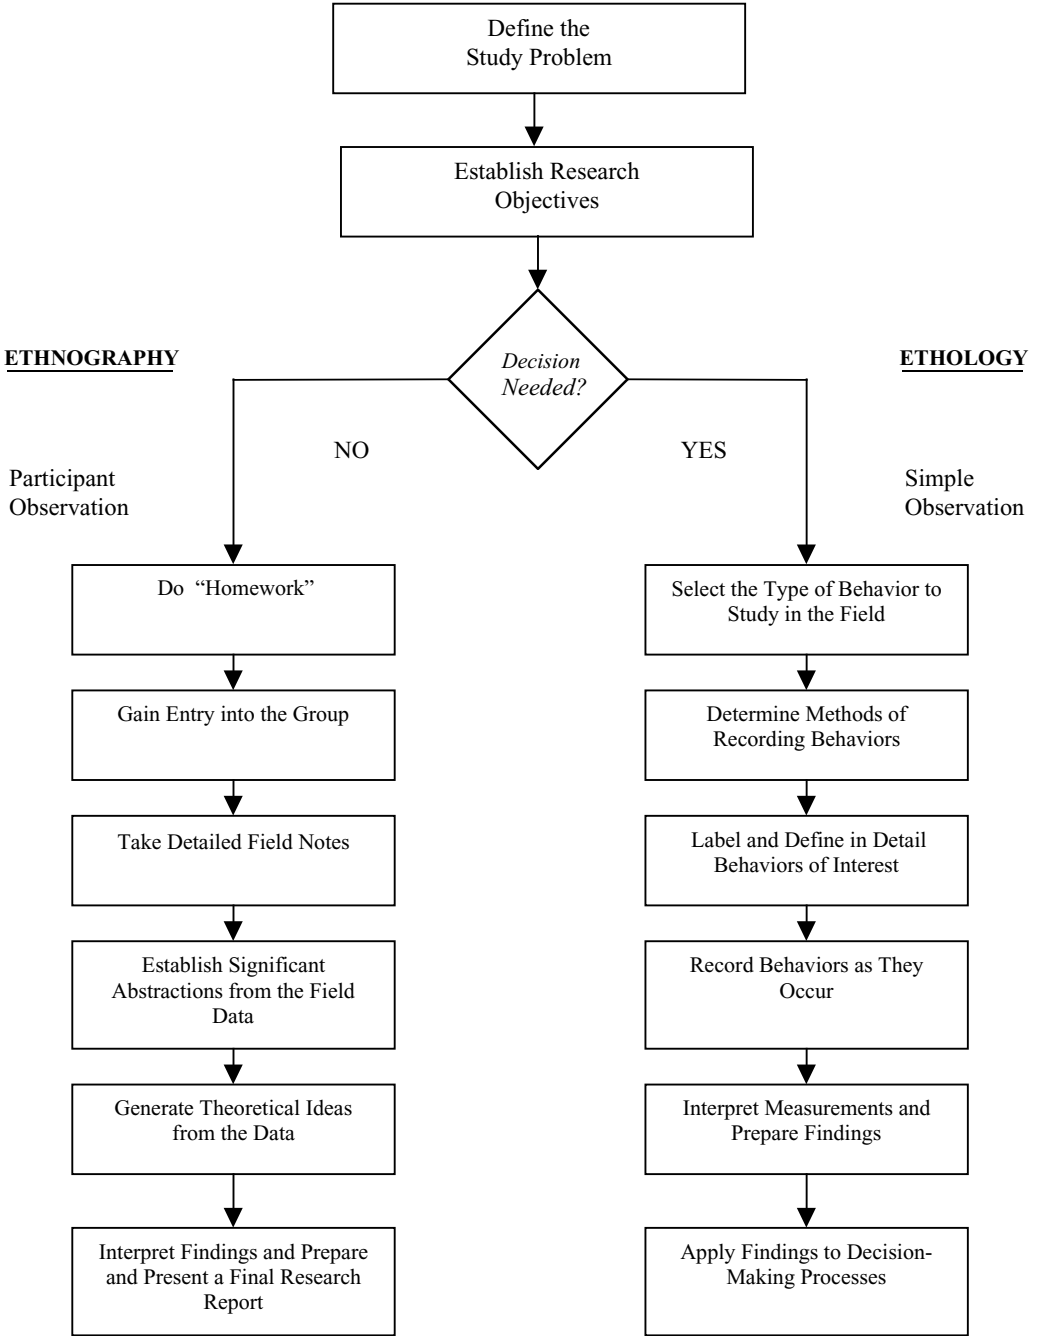 Define the
Study Problem
Establish Research
Objectives
Decision
Needed?
ETHNOGRAPHY
ETHOLOGY
NO
YES
Participant
Observation
Simple
Observation
Do “Homework”
Gain Entry into the Group
Take Detailed Field Notes
Establish Significant
Abstractions from the Field
Data
Generate Theoretical Ideas
from the Data
Interpret Findings and Prepare
and Present a Final Research
Report
Select the Type of Behavior to
Study in the Field
Determine Methods of
Recording Behaviors
Label and Define in Detail
Behaviors of Interest
Record Behaviors as They
Occur
Interpret Measurements and
Prepare Findings
Apply Findings to Decision-
Making Processes